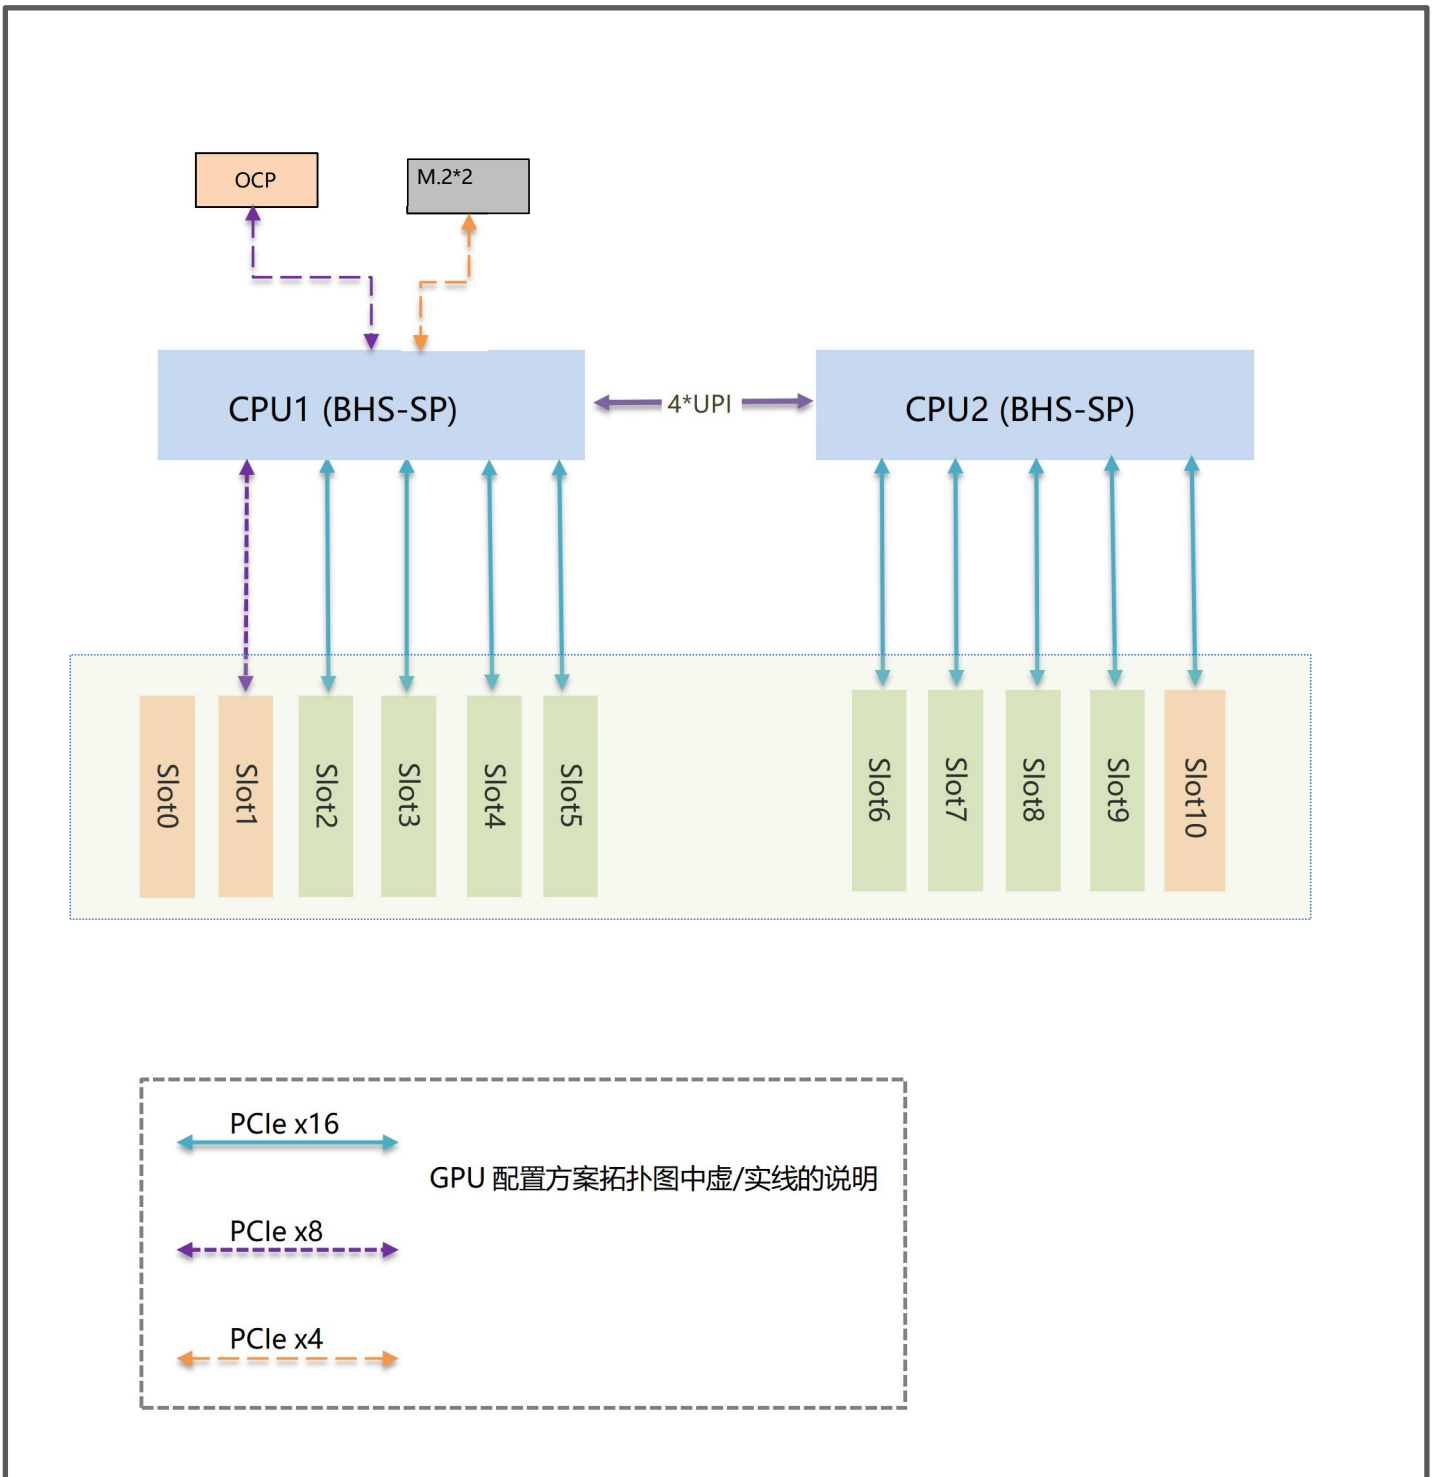 OCP
M.2*2
CPU1 (BHS-SP)
4*UPI
CPU2 (BHS-SP)
Slot0
Slot1
Slot2
Slot3
Slot4
Slot5
Slot6
Slot7
Slot8
Slot9
Slot10
PCIe x16
GPU 配置方案拓扑图中虚/实线的说明
PCIe x8
PCIe x4